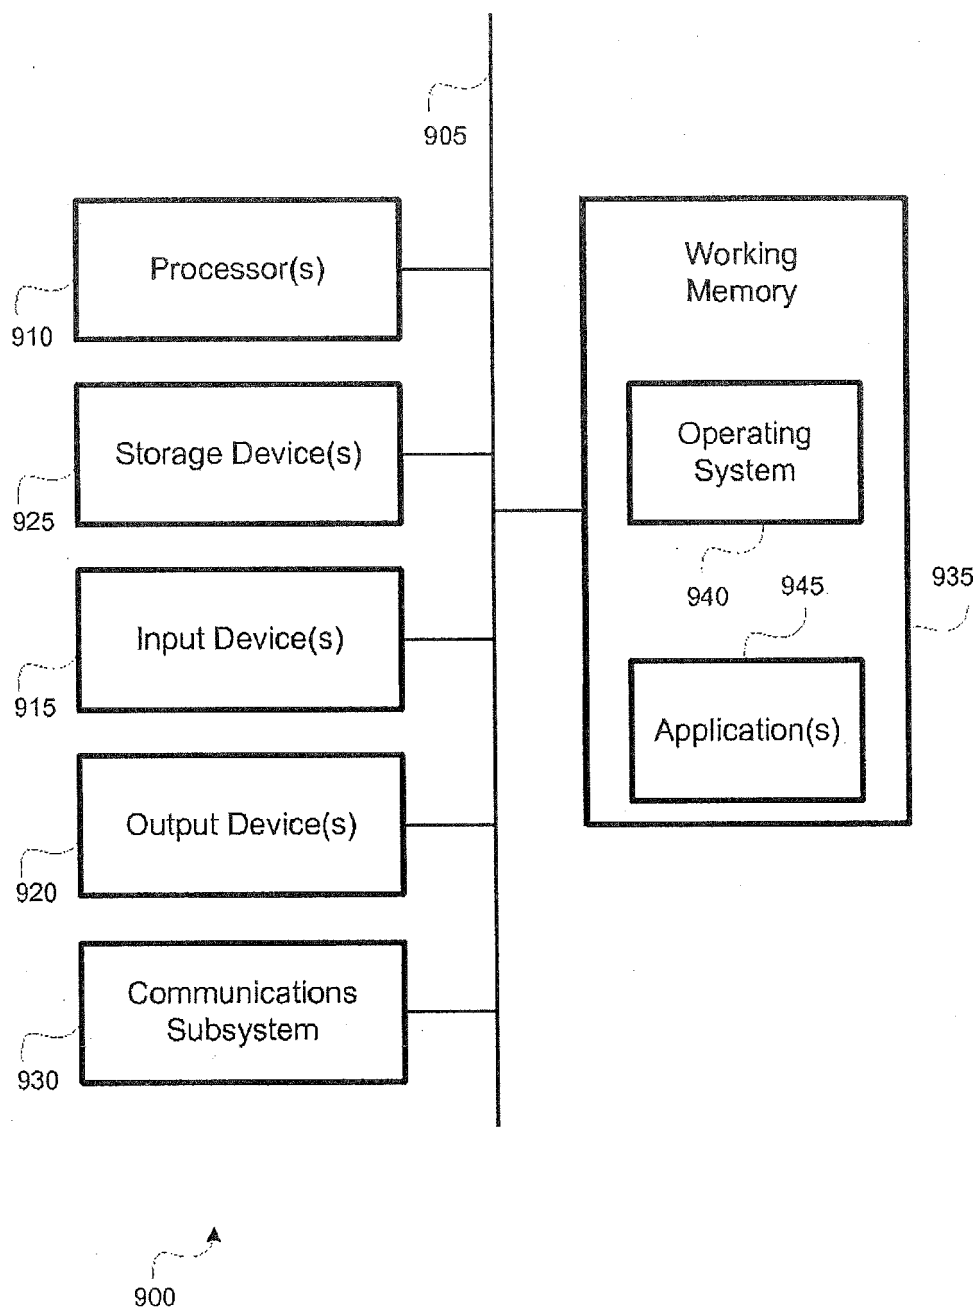 905
Processor(s)
910
Storage Device(s)
925
Input Device(s)
915
Output Device(s)
920
Communications
Subsystem
930
Working
Memory
Operating
System
940
945
935
Application(s)
900